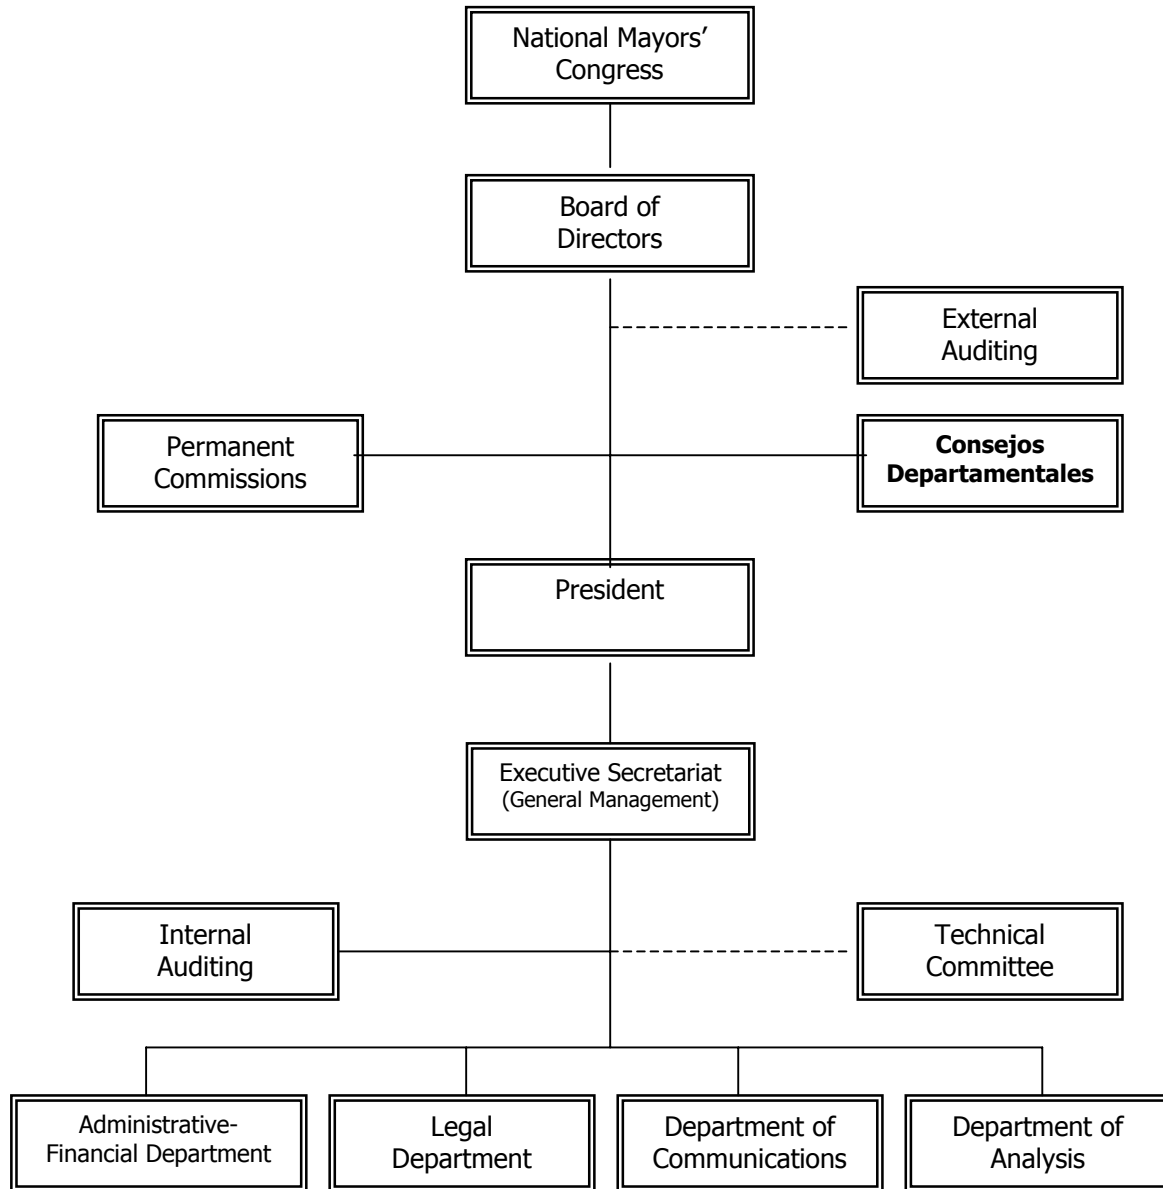 National Mayors’
Congress
Board of
Directors
External
Auditing
Permanent
Commissions
Consejos
Departamentales
President
Executive Secretariat
(General Management)
Internal
Auditing
Technical
Committee
Administrative-
Financial Department
Legal
Department
Department of
Communications
Department of
Analysis